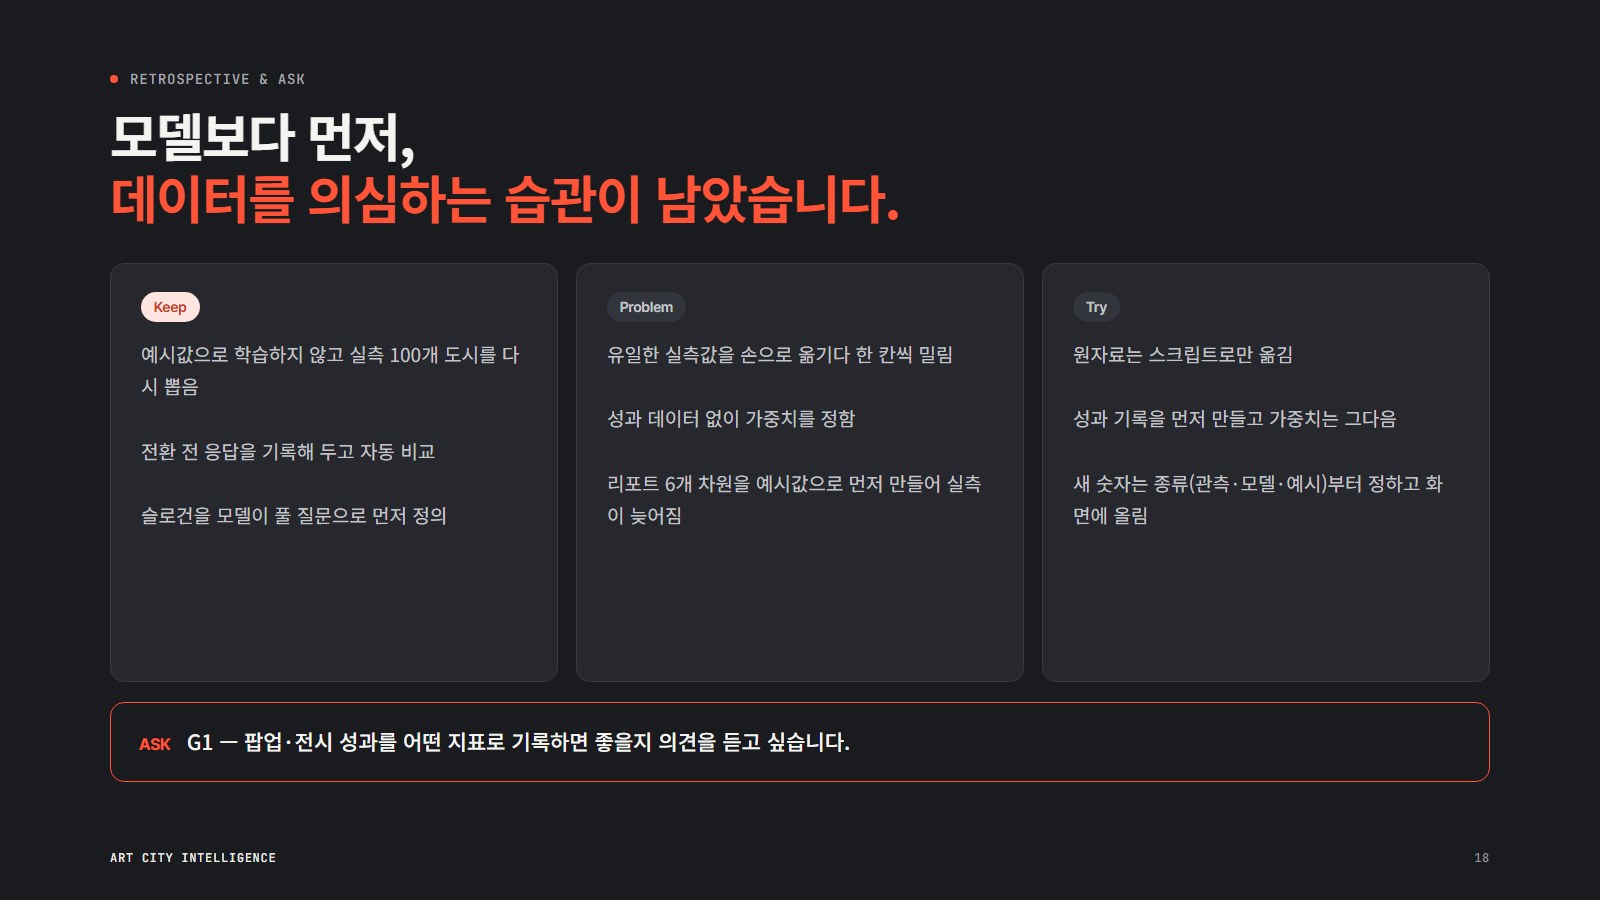 RETROSPECTIVE & ASK
모델보다 먼저,
데이터를 의심하는 습관이 남았습니다.
Keep
예시값으로 학습하지 않고 실측 100개 도시를 다
시 뽑음
전환 전 응답을 기록해 두고 자동 비교
슬로건을 모델이 풀 질문으로 먼저 정의
Problem
유일한 실측값을 손으로 옮기다 한 칸씩 밀림
성과 데이터 없이 가중치를 정함
리포트 6개 차원을 예시값으로 먼저 만들어 실측
이 늦어짐
Try
원자료는 스크립트로만 옮김
성과 기록을 먼저 만들고 가중치는 그다음
새 숫자는 종류(관측·모델·예시)부터 정하고 화
면에 올림
ASK G1 — 팝업·전시 성과를 어떤 지표로 기록하면 좋을지 의견을 듣고 싶습니다.
ART CITY INTELLIGENCE
18